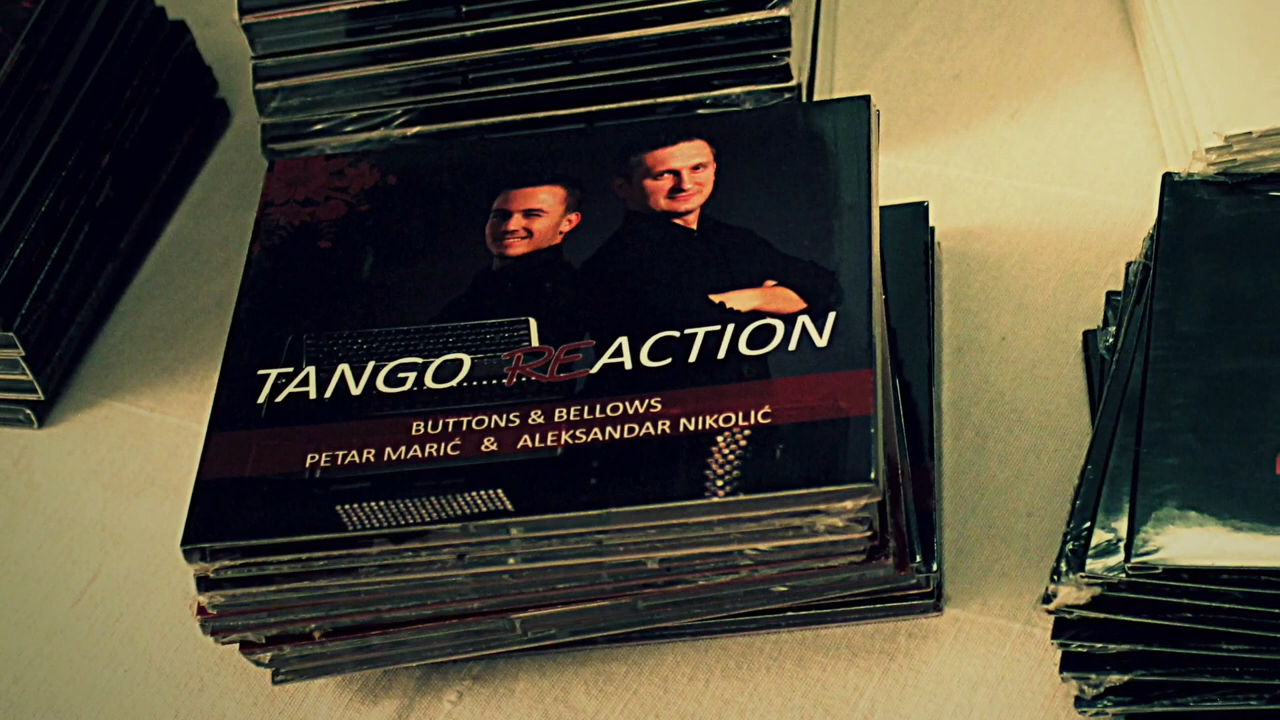 TANGO REACTION
BUTTONS & BELLOWS
PETAR MARIĆ & ALEKSANDAR NIKOLIĆ